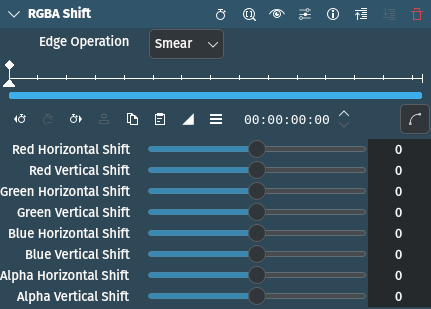 RGBA Shift
Edge Operation Smear
00:00:00:00
Red Horizontal Shift 0
Red Vertical Shift 0
Green Horizontal Shift 0
Green Vertical Shift 0
Blue Horizontal Shift 0
Blue Vertical Shift 0
Alpha Horizontal Shift 0
Alpha Vertical Shift 0